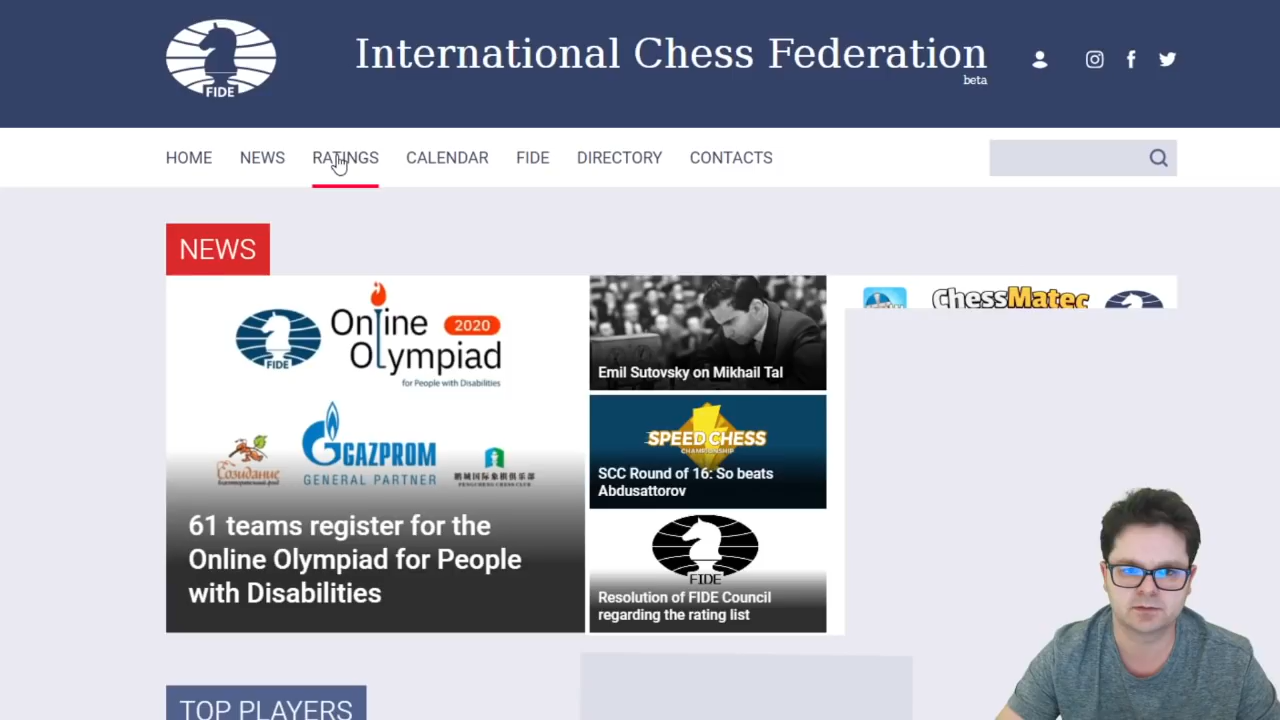 FIDE
International Chess Federation
beta
HOME NEWS RATINGS CALENDAR FIDE DIRECTORY CONTACTS
NEWS
FIDE
Online 2020
Olympiad
for People with Disabilities
Созидание
GAZPROM
GENERAL PARTNER
61 teams register for the
Online Olympiad for People
with Disabilities
Emil Sutovsky on Mikhail Tal
SPEED CHESS
CHAMPIONSHIP
SCC Round of 16: So beats
Abdusattorov
FIDE
Resolution of FIDE Council
regarding the rating list
TOP PLAYERS